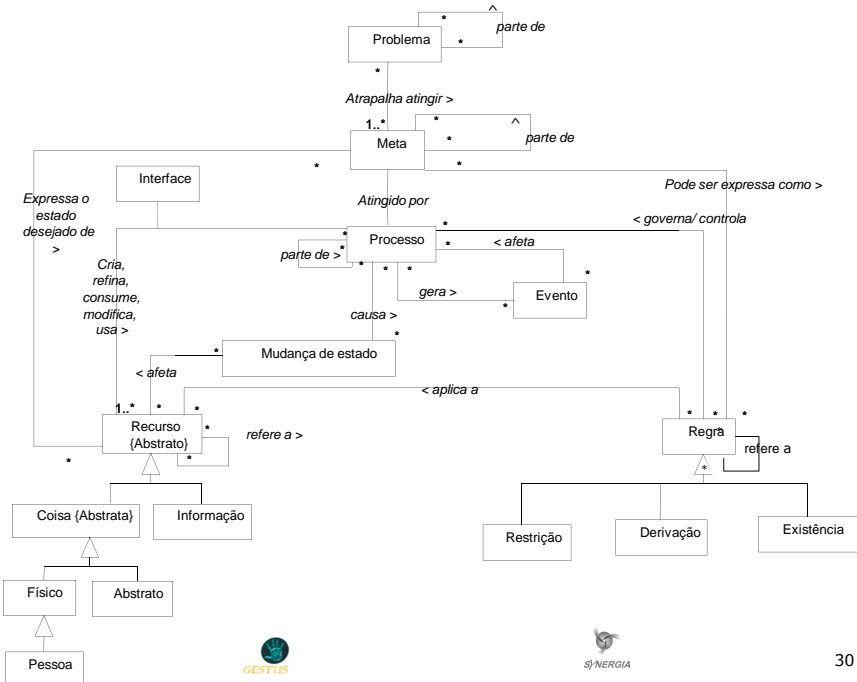 ^
*
parte de
Problema
*
*
Atrapalha atingir >
1..*
*
^
*
parte de
Meta
*
*
Interface
Pode ser expressa como >
Expressa o
estado
desejado de
>
Atingido por
< governa/ controla
*
*
Processo
*
< afeta
parte de >
*
*
*
*
Cria,
refina,
consume,
modifica,
usa >
gera >
*
Evento
causa >
*
*
Mudança de estado
< afeta
< aplica a
1..*
*
*
*
*
*
Recurso
{Abstrato}
*
refere a >
*
*
Regra
*
refere a
*
Coisa {Abstrata}
Informação
Restrição
Derivação
Existência
Físico
Abstrato
Pessoa
GESTUS
SYNERGIA
30